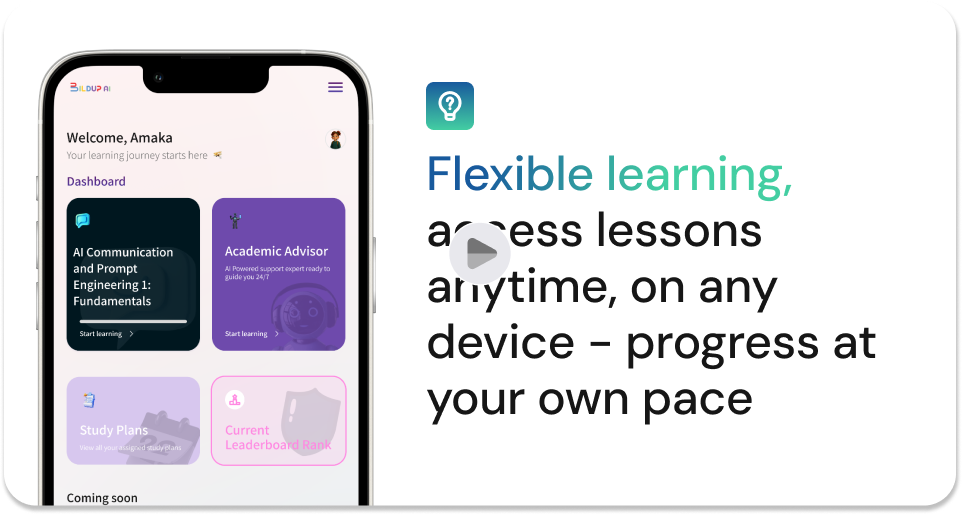 BILDUP AI
Welcome, Amaka
Your learning journey starts here
Dashboard
AI Communication
and Prompt
Engineering 1:
Fundamentals
Start learning
Academic Advisor
AI Powered support expert ready to
guide you 24/7
Start learning
Study Plans
View all your assigned study plans
Current
Leaderboard Rank
Coming soon
Flexible learning,
access lessons
anytime, on any
device - progress at
your own pace